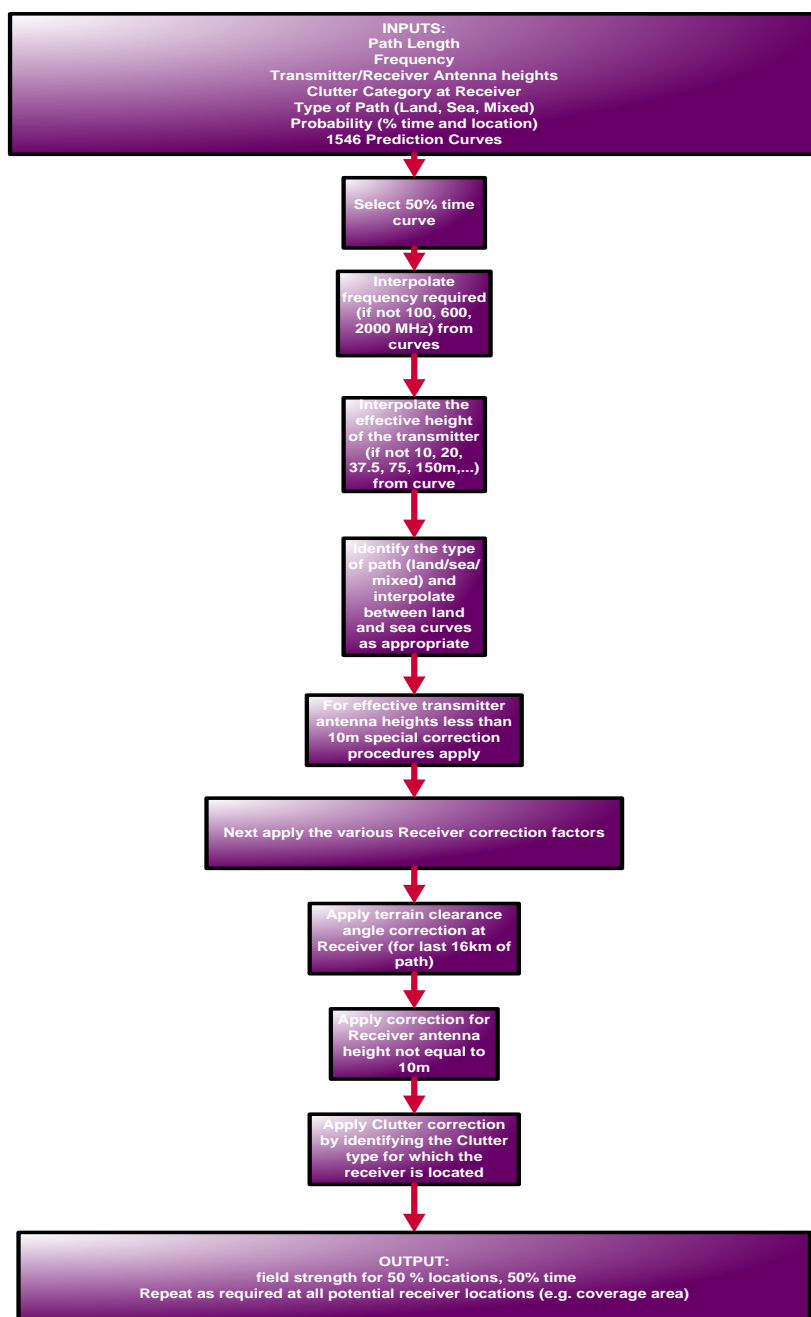 INPUTS:
Path Length
Frequency
Transmitter/Receiver Antenna heights
Clutter Category at Receiver
Type of Path (Land, Sea, Mixed)
Probability (% time and location)
1546 Prediction Curves
Select 50% time
curve
Interpolate
frequency required
(if not 100, 600,
2000 MHz) from
curves
Interpolate the
effective height
of the transmitter
(if not 10, 20,
37.5, 75, 150m,...)
from curve
Identify the type
of path (land/sea/
mixed) and
interpolate
between land
and sea curves
as appropriate
For effective transmitter
antenna heights less than
10m special correction
procedures apply
Next apply the various Receiver correction factors
Apply terrain clearance
angle correction at
Receiver (for last 16km of
path)
Apply correction for
Receiver antenna
height not equal to
10m
Apply Clutter correction
by identifying the Clutter
type for which the
receiver is located
OUTPUT:
field strength for 50 % locations, 50% time
Repeat as required at all potential receiver locations (e.g. coverage area)